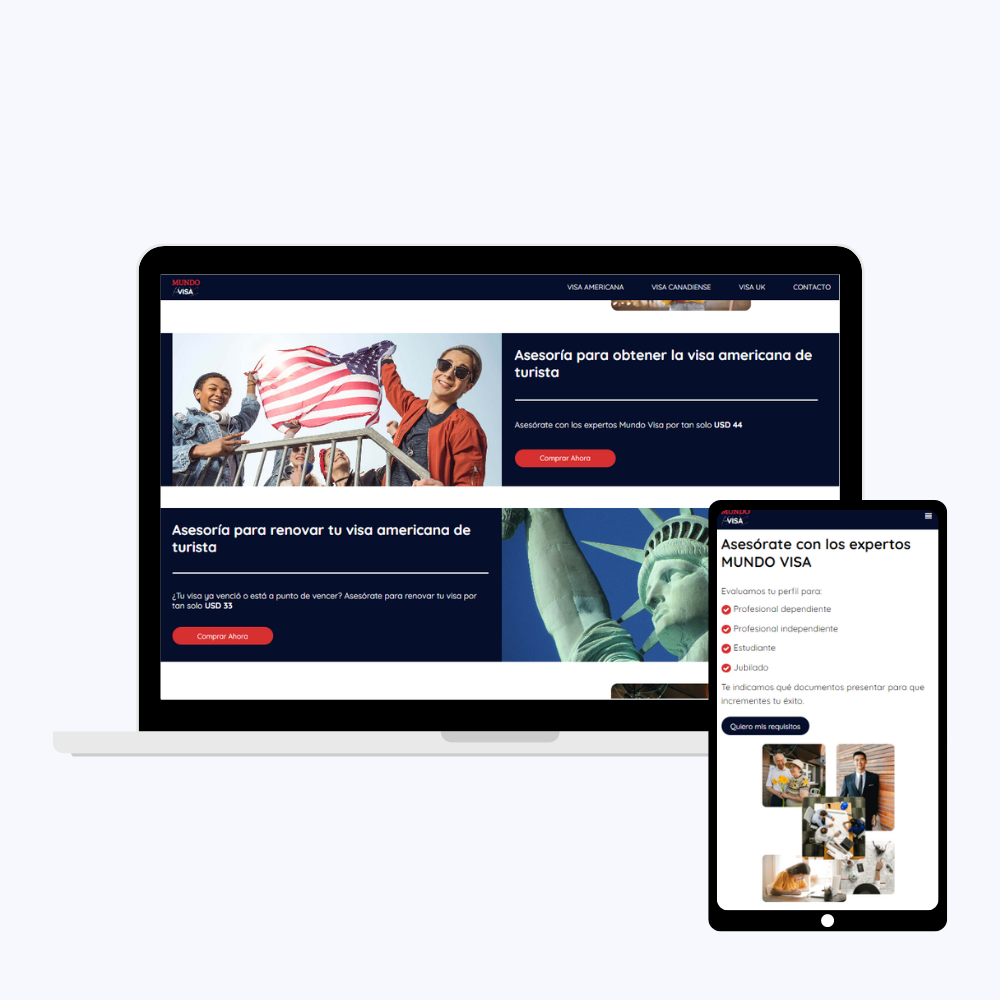 MUNDO
VISA
VISA AMERICANA
VISA CANADIENSE
VISA UK
CONTACTO
Asesoría para obtener la visa americana de
turista
Asesórate con los expertos Mundo Visa por tan solo USD 44
Comprar Ahora
Asesoría para renovar tu visa americana de
turista
¿Tu visa ya venció o está a punto de vencer? Asesórate para renovar tu visa por
tan solo USD 33
Comprar Ahora
MUNDO
VISA
Asesórate con los expertos
MUNDO VISA
Evaluamos tu perfil para:
Profesional dependiente
Profesional independiente
Estudiante
Jubilado
Te indicamos qué documentos presentar para que
incrementes tu éxito.
Quiero mis requisitos